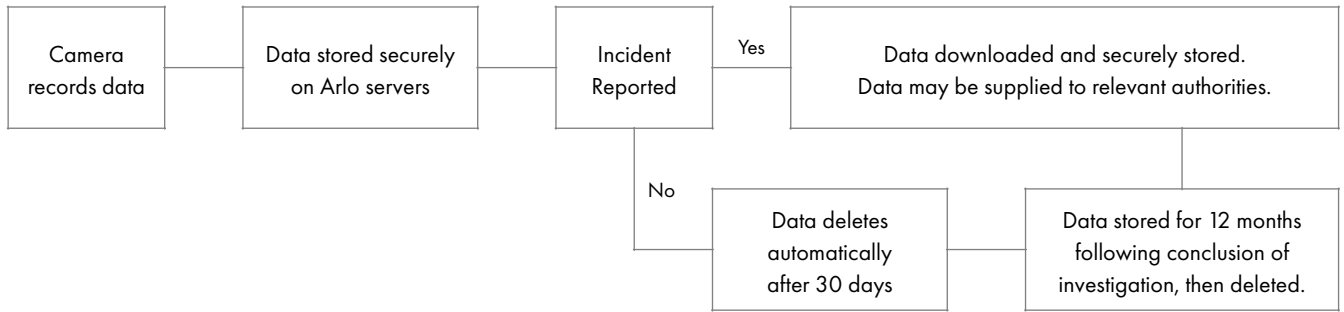 Camera
records data
Data stored securely
on Arlo servers
Incident
Reported
Yes
Data downloaded and securely stored.
Data may be supplied to relevant authorities.
No
Data deletes
automatically
after 30 days
Data stored for 12 months
following conclusion of
investigation, then deleted.